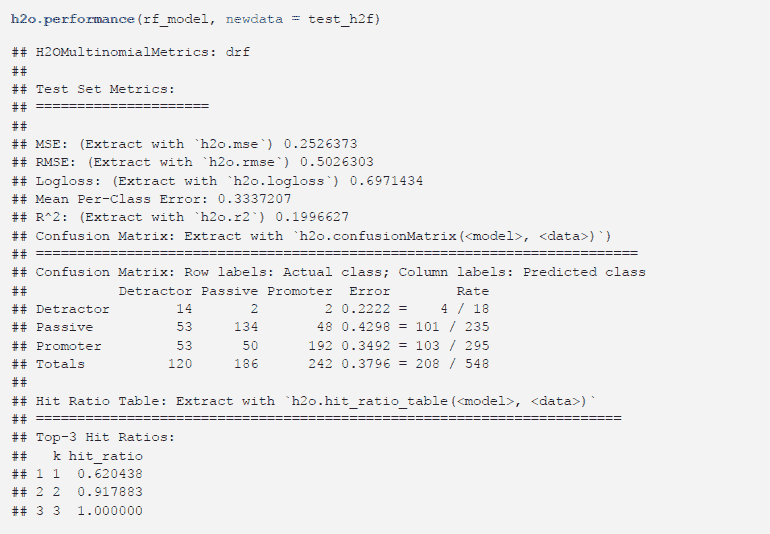 h2o.performance(rf_model, newdata = test_h2f)
## H2OMultinomialMetrics: drf
##
## Test Set Metrics:
## =====================
##
## MSE: (Extract with `h2o.mse`) 0.2526373
## RMSE: (Extract with `h2o.rmse`) 0.5026303
## Logloss: (Extract with `h2o.logloss`) 0.6971434
## Mean Per-Class Error: 0.3337207
## R^2: (Extract with `h2o.r2`) 0.1996627
## Confusion Matrix: Extract with `h2o.confusionMatrix(<model>, <data>)`)
## =========================================================================
## Confusion Matrix: Row labels: Actual class; Column labels: Predicted class
##           Detractor Passive Promoter  Error        Rate
## Detractor        14       2        2 0.2222 =    4 / 18
## Passive          53     134       48 0.4298 = 101 / 235
## Promoter         53      50      192 0.3492 = 103 / 295
## Totals          120     186      242 0.3796 = 208 / 548
##
## Hit Ratio Table: Extract with `h2o.hit_ratio_table(<model>, <data>)`
## =======================================================================
## Top-3 Hit Ratios:
##   k hit_ratio
## 1 1  0.620438
## 2 2  0.917883
## 3 3  1.000000